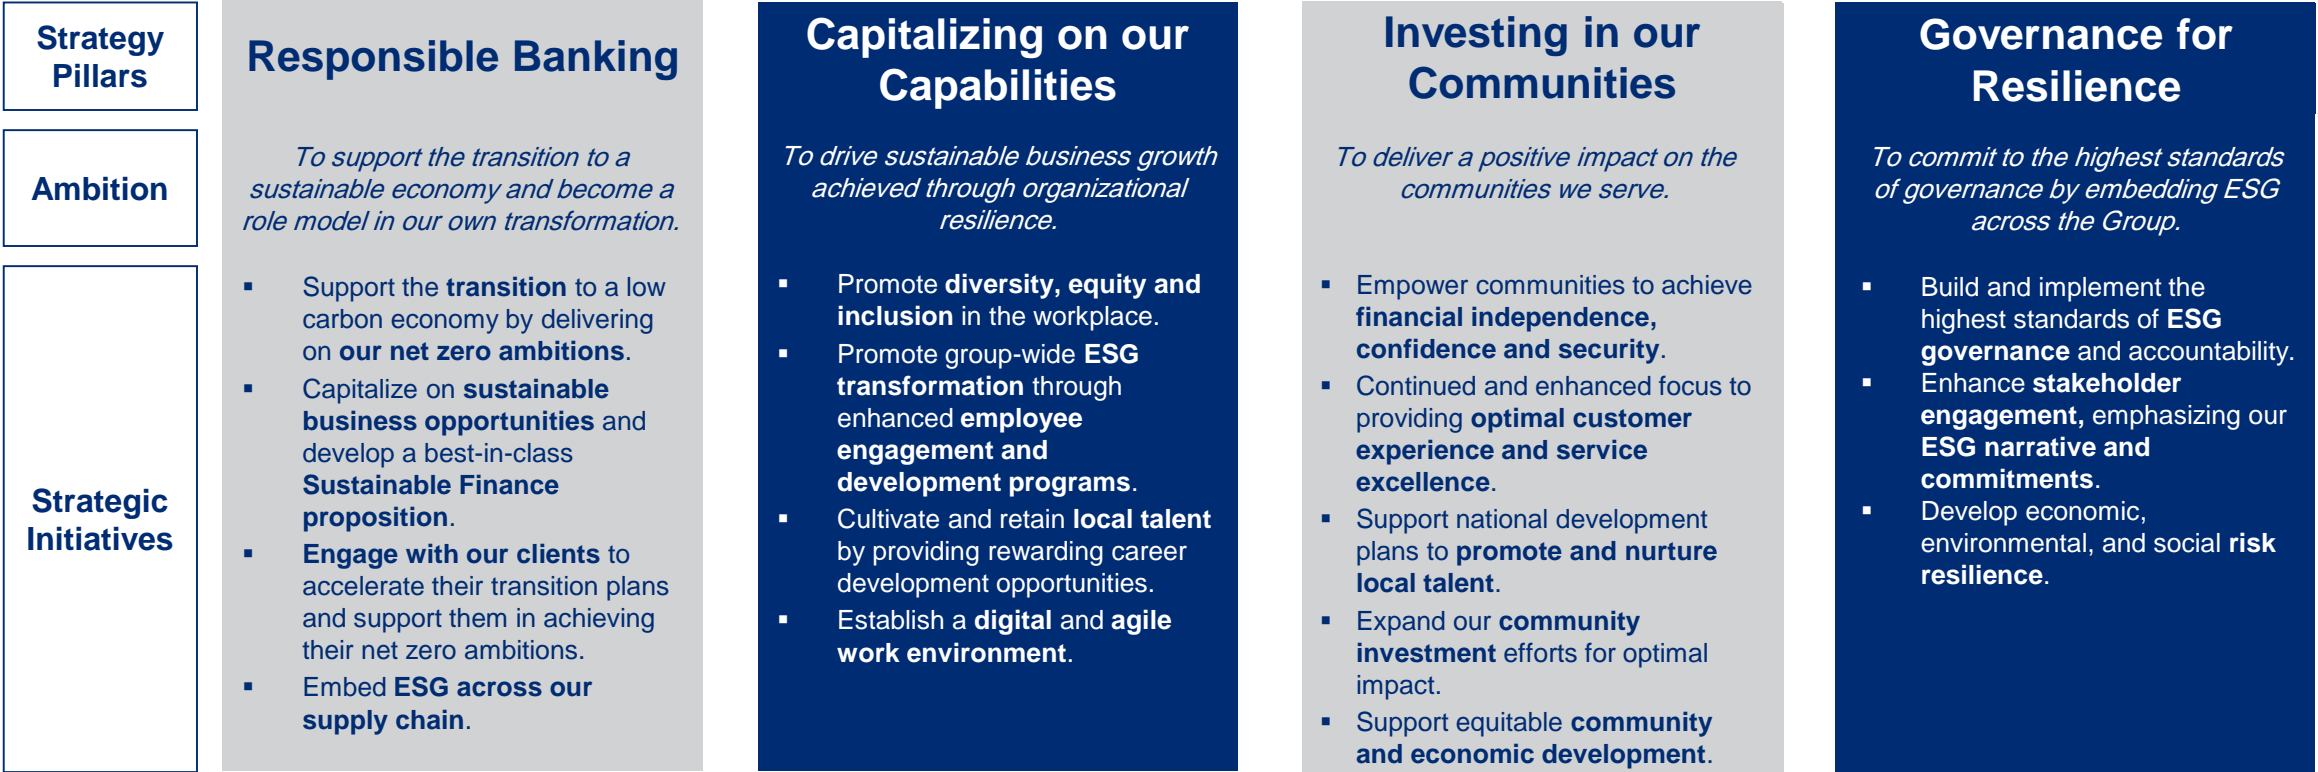 Strategy
Pillars
Responsible Banking
Capitalizing on our
Capabilities
Investing in our
Communities
Governance for
Resilience
Ambition
To support the transition to a
sustainable economy and become a
role model in our own transformation.
To drive sustainable business growth
achieved through organizational
resilience.
To deliver a positive impact on the
communities we serve.
To commit to the highest standards
of governance by embedding ESG
across the Group.
Strategic
Initiatives
▪ Support the transition to a low
carbon economy by delivering
on our net zero ambitions.
▪ Capitalize on sustainable
business opportunities and
develop a best-in-class
Sustainable Finance
proposition.
▪ Engage with our clients to
accelerate their transition plans
and support them in achieving
their net zero ambitions.
▪ Embed ESG across our
supply chain.
▪ Promote diversity, equity and
inclusion in the workplace.
▪ Promote group-wide ESG
transformation through
enhanced employee
engagement and
development programs.
▪ Cultivate and retain local talent
by providing rewarding career
development opportunities.
▪ Establish a digital and agile
work environment.
▪ Empower communities to achieve
financial independence,
confidence and security.
▪ Continued and enhanced focus to
providing optimal customer
experience and service
excellence.
▪ Support national development
plans to promote and nurture
local talent.
▪ Expand our community
investment efforts for optimal
impact.
▪ Support equitable community
and economic development.
▪ Build and implement the
highest standards of ESG
governance and accountability.
▪ Enhance stakeholder
engagement, emphasizing our
ESG narrative and
commitments.
▪ Develop economic,
environmental, and social risk
resilience.